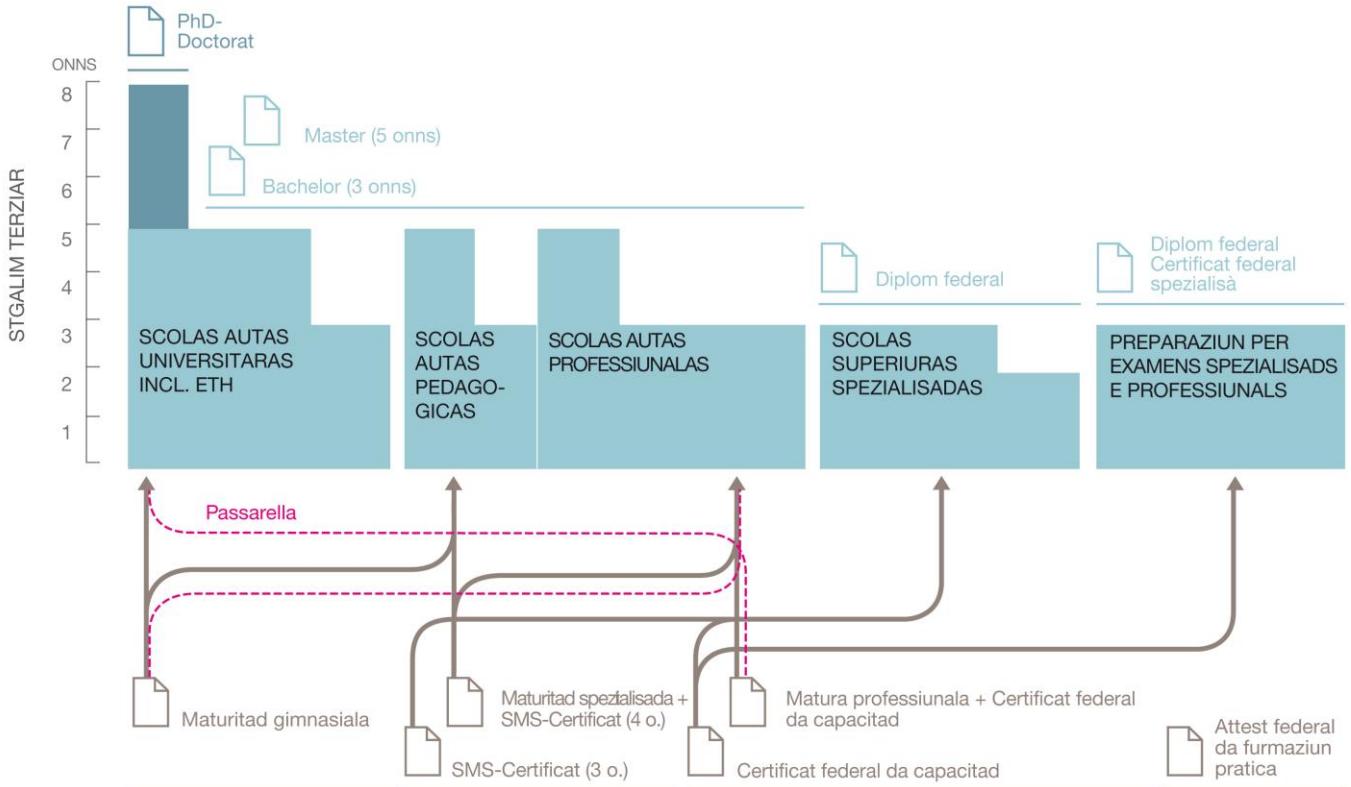 PhD-
Doctorat
ONNS
8
7
6
5
4
3
2
1
STGALIM TERZIAR
Master (5 onns)
Bachelor (3 onns)
Diplom federal
Diplom federal
Certificat federal
spezialisà
SCOLAS AUTAS
UNIVERSITARAS
INCL. ETH
SCOLAS
AUTAS
PEDAGO-
GICAS
SCOLAS AUTAS
PROFESSIUNALAS
SCOLAS
SUPERIURAS
SPEZIALISADAS
PREPARAZIUN PER
EXAMENS SPEZIALISADS
E PROFESSIUNALS
Passarella
Maturitad gimnasiala
Maturitad spezialisada +
SMS-Certificat (4 o.)
Matura professiunala + Certificat federal
da capacitad
SMS-Certificat (3 o.)
Certificat federal da capacitad
Attest federal
da furmaziun
pratica